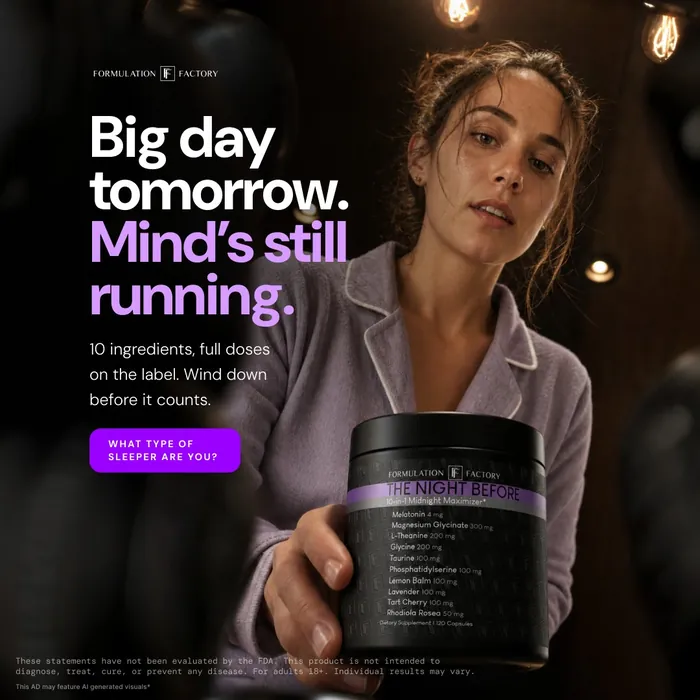 FORMULATION FF FACTORY
Big day
tomorrow.
Mind's still
running.
10 ingredients, full doses
on the label. Wind down
before it counts.
WHAT TYPE OF
SLEEPER ARE YOU?
FORMULATION FF FACTORY
THE NIGHT BEFORE
10-in-1 Midnight Maximizer*
Melatonin 4 mg
Magnesium Glycinate 300 mg
L-Theanine 200 mg
Glycine 200 mg
Taurine 100 mg
Phosphatidylserine 100 mg
Lemon Balm 100 mg
Lavender 100 mg
Tart Cherry 100 mg
Rhodiola Rosea 50 mg
Dietary Supplement | 120 Capsules
These statements have not been evaluated by the FDA. This product is not intended to
diagnose, treat, cure, or prevent any disease. For adults 18+. Individual results may vary.
This AD may feature AI generated visuals*